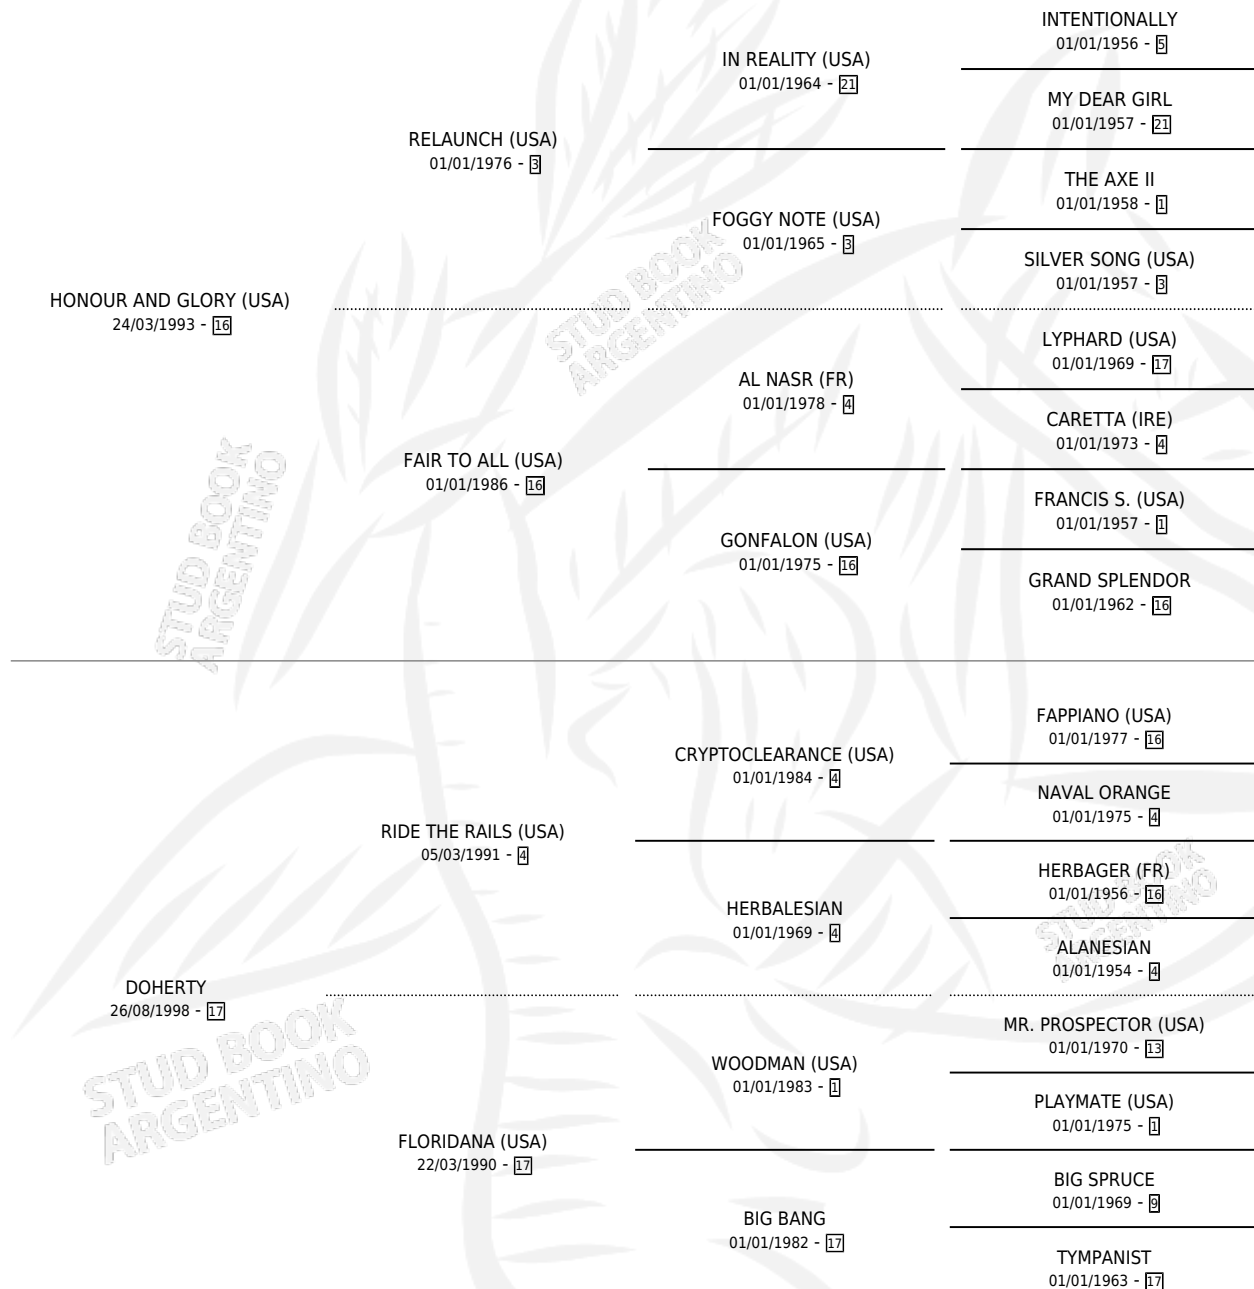 INTENTIONALLY
01/01/1956 - 5
IN REALITY (USA)
01/01/1964 - 21
MY DEAR GIRL
01/01/1957 - 21
RELAUNCH (USA)
01/01/1976 - 3
THE AXE II
01/01/1958 - 1
FOGGY NOTE (USA)
01/01/1965 - 3
SILVER SONG (USA)
01/01/1957 - 3
HONOUR AND GLORY (USA)
24/03/1993 - 16
LYPHARD (USA)
01/01/1969 - 17
AL NASR (FR)
01/01/1978 - 4
CARETTA (IRE)
01/01/1973 - 4
FAIR TO ALL (USA)
01/01/1986 - 16
FRANCIS S. (USA)
01/01/1957 - 1
GONFALON (USA)
01/01/1975 - 16
GRAND SPLENDOR
01/01/1962 - 16
FAPPIANO (USA)
01/01/1977 - 16
CRYPTOCLEARANCE (USA)
01/01/1984 - 4
NAVAL ORANGE
01/01/1975 - 4
RIDE THE RAILS (USA)
05/03/1991 - 4
HERBAGER (FR)
01/01/1956 - 16
HERBALESIAN
01/01/1969 - 4
ALANESIAN
01/01/1954 - 4
DOHERTY
26/08/1998 - 17
MR. PROSPECTOR (USA)
01/01/1970 - 13
WOODMAN (USA)
01/01/1983 - 1
PLAYMATE (USA)
01/01/1975 - 1
FLORIDANA (USA)
22/03/1990 - 17
BIG SPRUCE
01/01/1969 - 9
BIG BANG
01/01/1982 - 17
TYMPANIST
01/01/1963 - 17
STUD BOOK
ARGENTINO
STUD BOOK
ARGENTINO
STUD BOOK
ARGENTINO
STUD BOOK
ARGENTINO